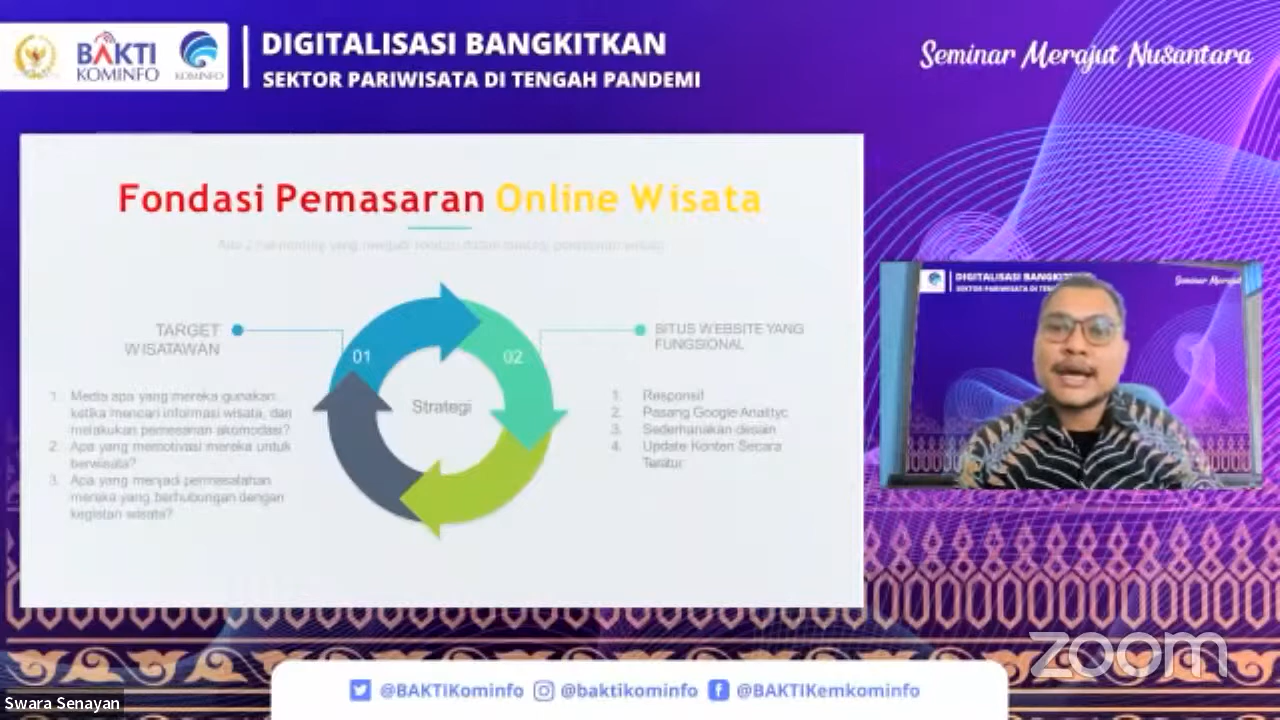 BAKTI
KOMINFO
KOMINFO
DIGITALISASI BANGKITKAN
SEKTOR PARIWISATA DI TENGAH PANDEMI
Seminar Merajut Nusantara
Fondasi Pemasaran Online Wisata
TARGET
WISATAWAN
01
02
SITUS WEBSITE YANG
FUNGSIONAL
Strategi
1. Media apa yang mereka gunakan
ketika mencari informasi wisata, dan
melakukan pemesanan akomodasi?
2. Apa yang memotivasi mereka untuk
berwisata?
3. Apa yang menjadi permasalahan
mereka yang berhubungan dengan
kegiatan wisata?
1. Responsif
2. Pasang Google Analityc
3. Sederhanakan desain
4. Update Konten Secara
Teratur
DIGITALISASI
SEKTOR PARIWISATA DI
Seminar
zoom
@BAKTIKominfo @baktikominfo @BAKTIKemkominfo
Swara Senayan